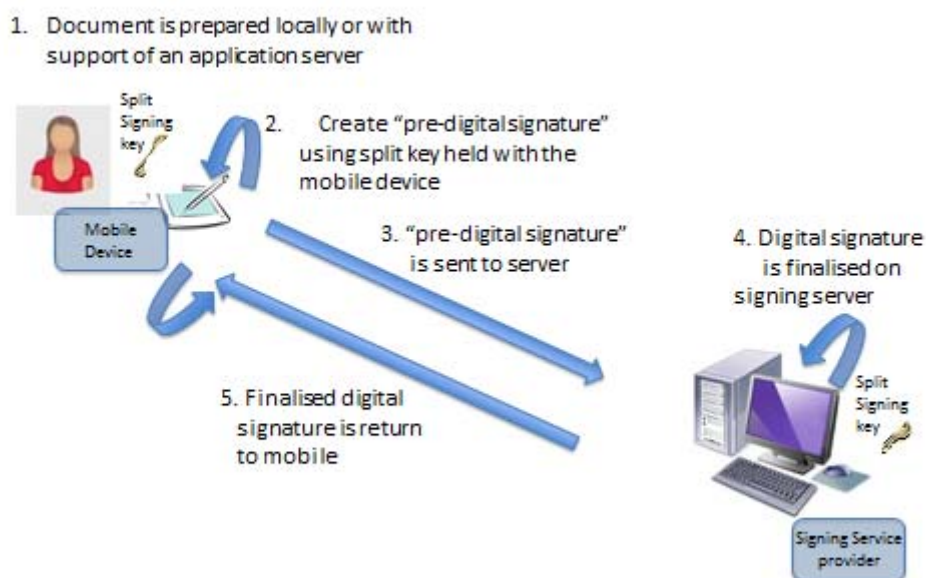 1. Document is prepared locally or with
support of an application server
Split
Signing
key
2. Create “pre-digital signature”
using split key held with the
mobile device
Mobile
Device
3. “pre-digital signature”
is sent to server
4. Digital signature
is finalised on
signing server
5. Finalised digital
signature is return
to mobile
Split
Signing
key
Signing Service
provider